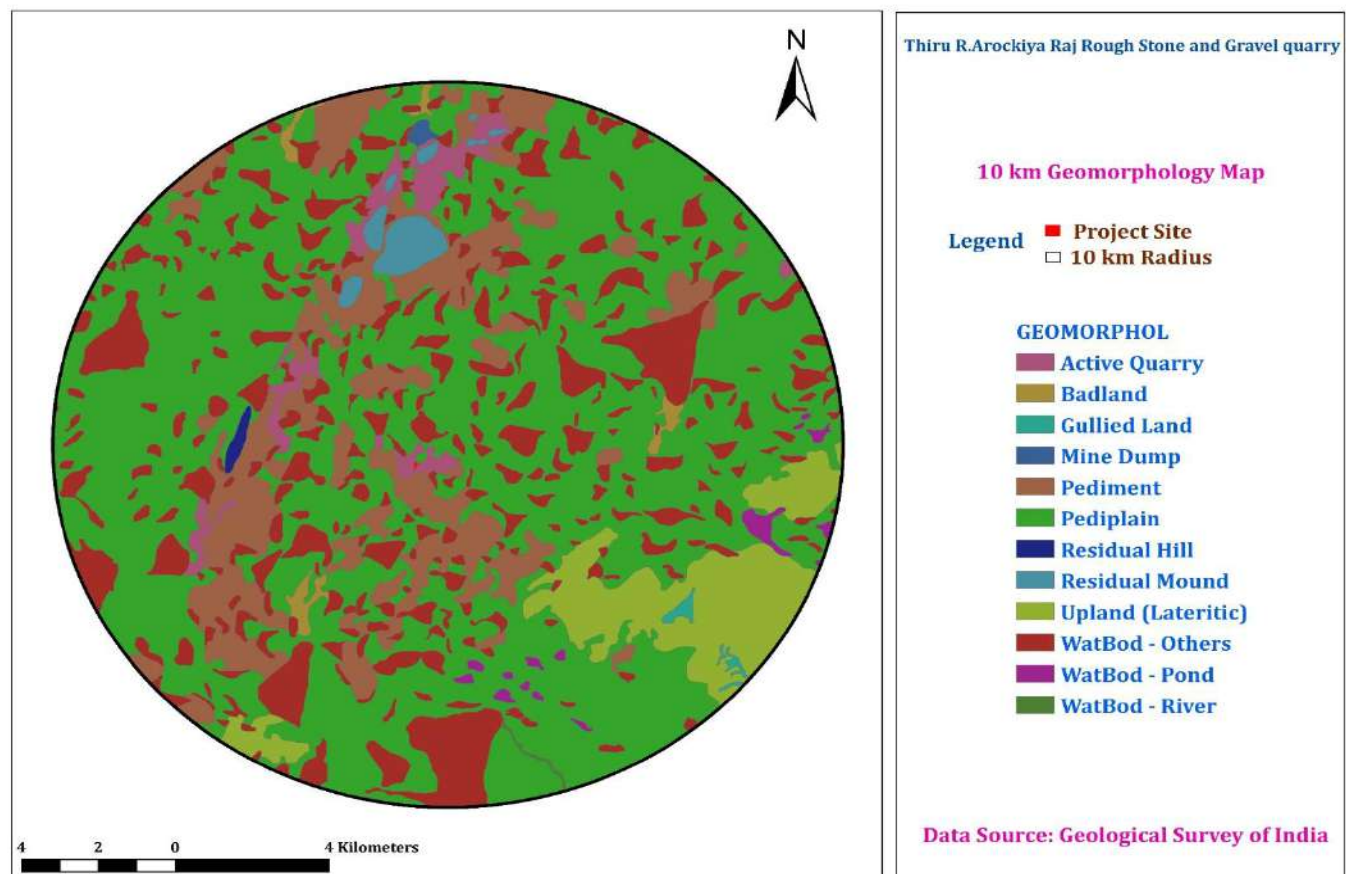 N
4 2 0 4 Kilometers
Thiru R.Arockiya Raj Rough Stone and Gravel quarry
10 km Geomorphology Map
Legend
Project Site
10 km Radius
GEOMORPHOL
Active Quarry
Badland
Gullied Land
Mine Dump
Pediment
Pediplain
Residual Hill
Residual Mound
Upland (Lateritic)
WatBod - Others
WatBod - Pond
WatBod - River
Data Source: Geological Survey of India